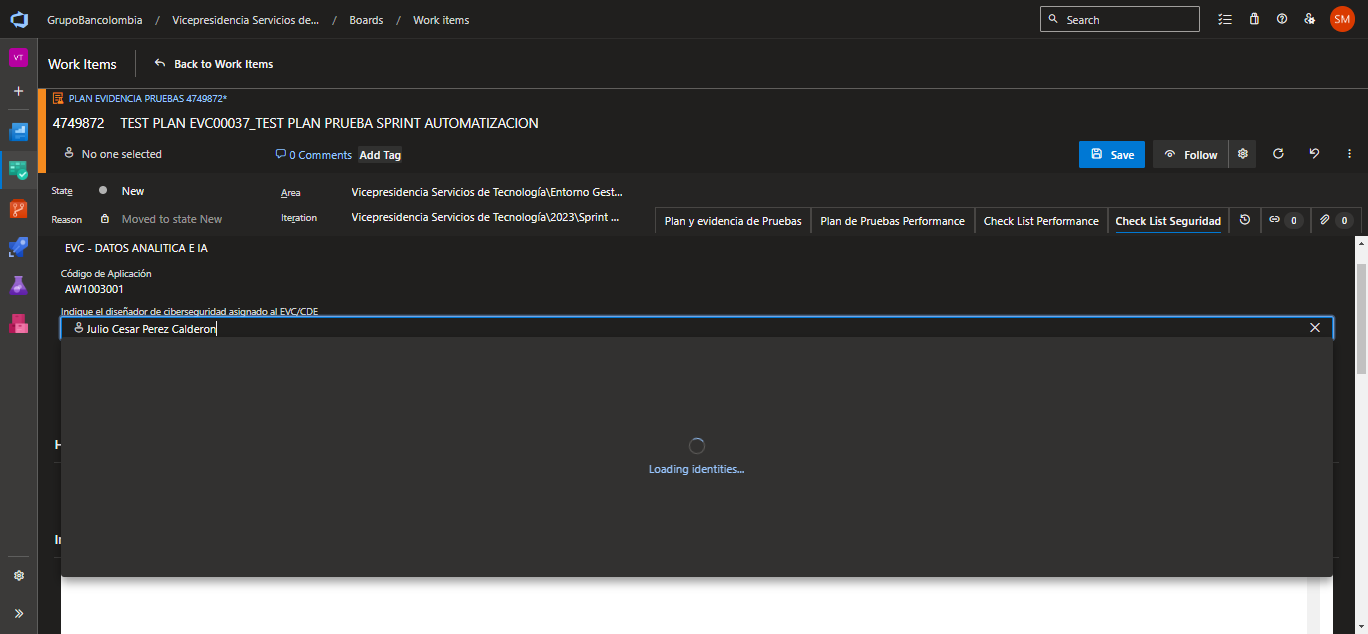 GrupoBancolombia / Vicepresidencia Servicios de... / Boards / Work items
Search
SM
VT
Work Items
Back to Work Items
PLAN EVIDENCIA PRUEBAS 4749872*
4749872 TEST PLAN EVC00037_TEST PLAN PRUEBA SPRINT AUTOMATIZACION
No one selected
0 Comments
Add Tag
Save
Follow
State
New
Area
Vicepresidencia Servicios de Tecnología\Entorno Gest...
Reason
Moved to state New
Iteration
Vicepresidencia Servicios de Tecnología\2023\Sprint ...
Plan y evidencia de Pruebas
Plan de Pruebas Performance
Check List Performance
Check List Seguridad
0
0
EVC - DATOS ANALITICA E IA
Código de Aplicación
AW1003001
Indique el diseñador de ciberseguridad asignado al EVC/CDE
Julio Cesar Perez Calderon
Loading identities...